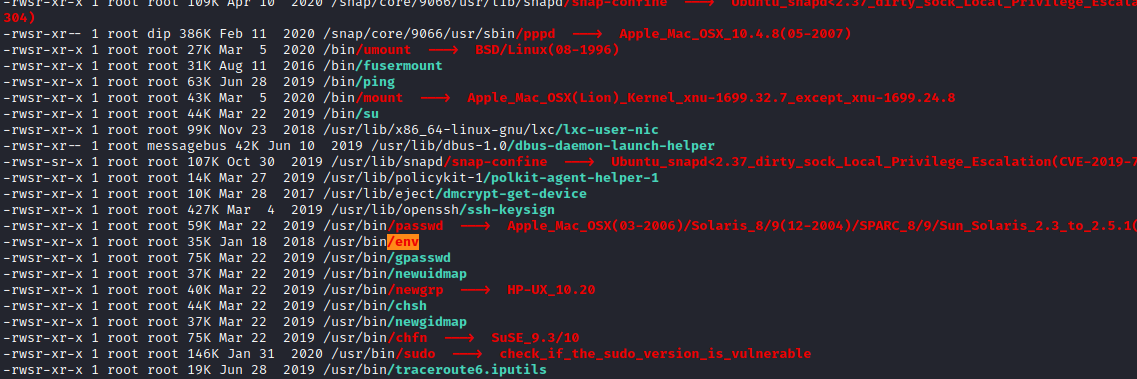 -rwsr-xr-x 1 root root 109K Apr 10  2020 /snap/core/9066/usr/lib/snapd/snap-confine  --->  Ubuntu_snapd<2.37_dirty_sock_Local_Privilege_Escala
304)
-rwsr-xr-- 1 root dip 386K Feb 11  2020 /snap/core/9066/usr/sbin/pppd  --->  Apple_Mac_OSX_10.4.8(05-2007)
-rwsr-xr-x 1 root root 27K Mar  5  2020 /bin/umount  --->  BSD/Linux(08-1996)
-rwsr-xr-x 1 root root 31K Aug 11  2016 /bin/fusermount
-rwsr-xr-x 1 root root 63K Jun 28  2019 /bin/ping
-rwsr-xr-x 1 root root 43K Mar  5  2020 /bin/mount  --->  Apple_Mac_OSX(Lion)_Kernel_xnu-1699.32.7_except_xnu-1699.24.8
-rwsr-xr-x 1 root root 44K Mar 22  2019 /bin/su
-rwsr-xr-x 1 root root 99K Nov 23  2018 /usr/lib/x86_64-linux-gnu/lxc/lxc-user-nic
-rwsr-xr-- 1 root messagebus 42K Jun 10  2019 /usr/lib/dbus-1.0/dbus-daemon-launch-helper
-rwsr-sr-x 1 root root 107K Oct 30  2019 /usr/lib/snapd/snap-confine  --->  Ubuntu_snapd<2.37_dirty_sock_Local_Privilege_Escalation(CVE-2019-7
-rwsr-xr-x 1 root root 14K Mar 27  2019 /usr/lib/policykit-1/polkit-agent-helper-1
-rwsr-xr-x 1 root root 10K Mar 28  2017 /usr/lib/eject/dmcrypt-get-device
-rwsr-xr-x 1 root root 427K Mar  4  2019 /usr/lib/openssh/ssh-keysign
-rwsr-xr-x 1 root root 59K Mar 22  2019 /usr/bin/passwd  --->  Apple_Mac_OSX(03-2006)/Solaris_8/9(12-2004)/SPARC_8/9/Sun_Solaris_2.3_to_2.5.1(
-rwsr-xr-x 1 root root 35K Jan 18  2018 /usr/bin/env
-rwsr-xr-x 1 root root 75K Mar 22  2019 /usr/bin/gpasswd
-rwsr-xr-x 1 root root 37K Mar 22  2019 /usr/bin/newuidmap
-rwsr-xr-x 1 root root 40K Mar 22  2019 /usr/bin/newgrp  --->  HP-UX_10.20
-rwsr-xr-x 1 root root 44K Mar 22  2019 /usr/bin/chsh
-rwsr-xr-x 1 root root 37K Mar 22  2019 /usr/bin/newgidmap
-rwsr-xr-x 1 root root 75K Mar 22  2019 /usr/bin/chfn  --->  SuSE_9.3/10
-rwsr-xr-x 1 root root 146K Jan 31  2020 /usr/bin/sudo  --->  check_if_the_sudo_version_is_vulnerable
-rwsr-xr-x 1 root root 19K Jun 28  2019 /usr/bin/traceroute6.iputils